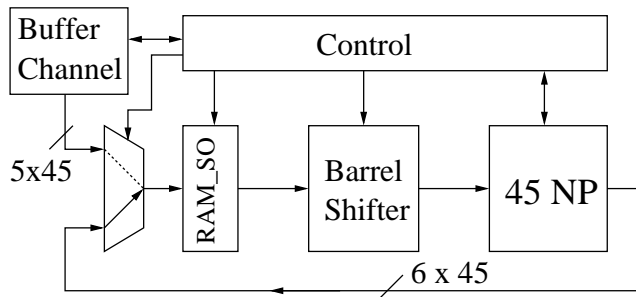 Buffer
Channel
Control
5x45
RAM_SO
Barrel
Shifter
45 NP
6 x 45